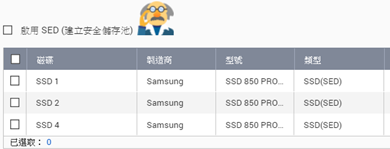 啟用 SED (建立安全儲存池)
磁碟 製造商 型號 類型
SSD 1 Samsung SSD 850 PRO... SSD(SED)
SSD 2 Samsung SSD 850 PRO... SSD(SED)
SSD 4 Samsung SSD 850 PRO... SSD(SED)
已選取： 0